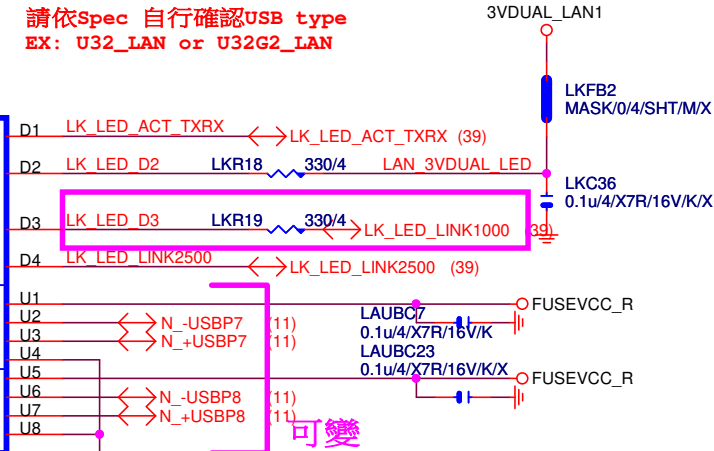 請依Spec 自行確認USB type
EX: U32_LAN or U32G2_LAN
3VDUAL_LAN1
LKFB2
MASK/0/4/SHT/M/X
D1 LK_LED_ACT_TXRX LK_LED_ACT_TXRX (39)
D2 LK_LED_D2 LKR18 330/4 LAN_3VDUAL_LED
LKC36
0.1u/4/X7R/16V/K/X
D3 LK_LED_D3 LKR19 330/4 LK_LED_LINK1000 (39)
D4 LK_LED_LINK2500 LK_LED_LINK2500 (39)
U1 FUSEVCC_R
U2 N_-USBP7 (11) LAUBC7
U3 N_+USBP7 (11) 0.1u/4/X7R/16V/K
U4 LAUBC23
U5 0.1u/4/X7R/16V/K/X FUSEVCC_R
U6 N_-USBP8 (11)
U7 N_+USBP8 (11)
U8 可變